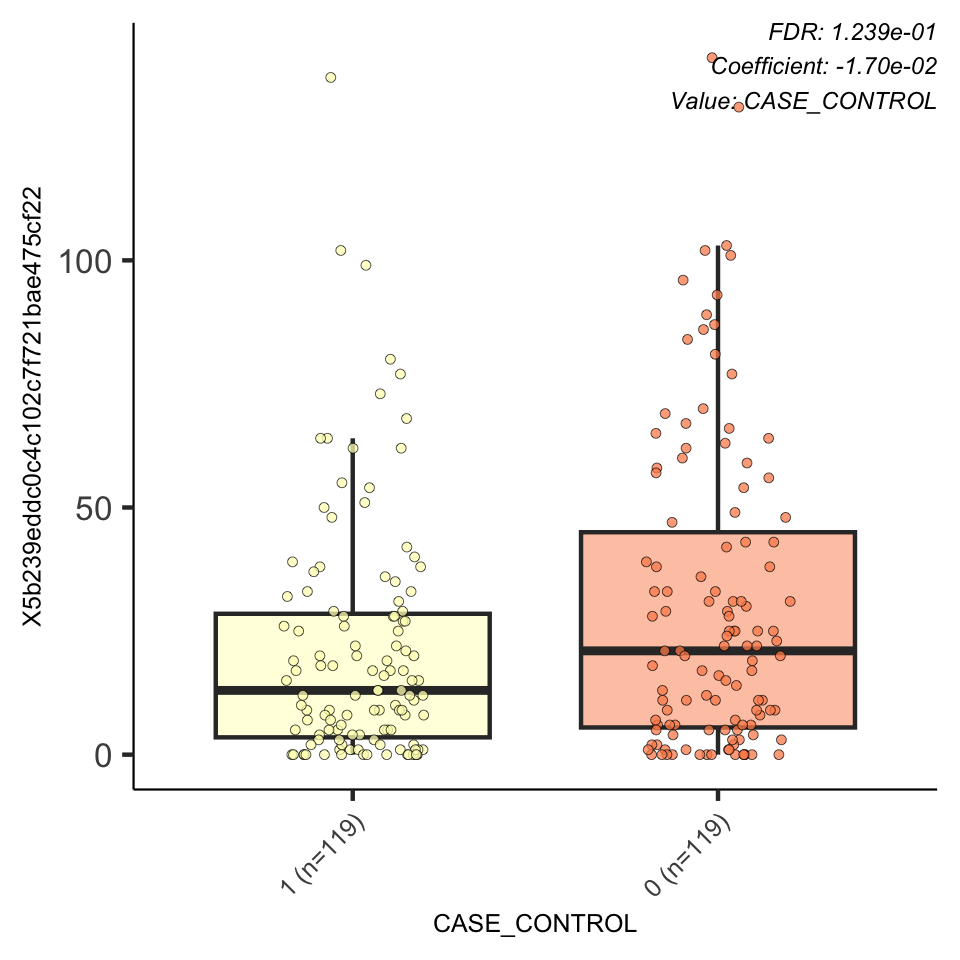 FDR: 1.239e-01
Coefficient: -1.70e-02
Value: CASE_CONTROL
X5b239eddc0c4c102c7f721bae475cf22
100
50
0
1 (n=119)
0 (n=119)
CASE_CONTROL